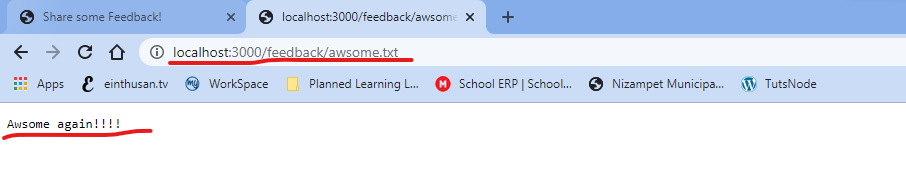 Share some Feedback!
localhost:3000/feedback/awsome
localhost:3000/feedback/awsome.txt
Apps
einthusan.tv
WorkSpace
Planned Learning L...
School ERP | School...
Nizampet Municipa...
TutsNode
Awsome again!!!!